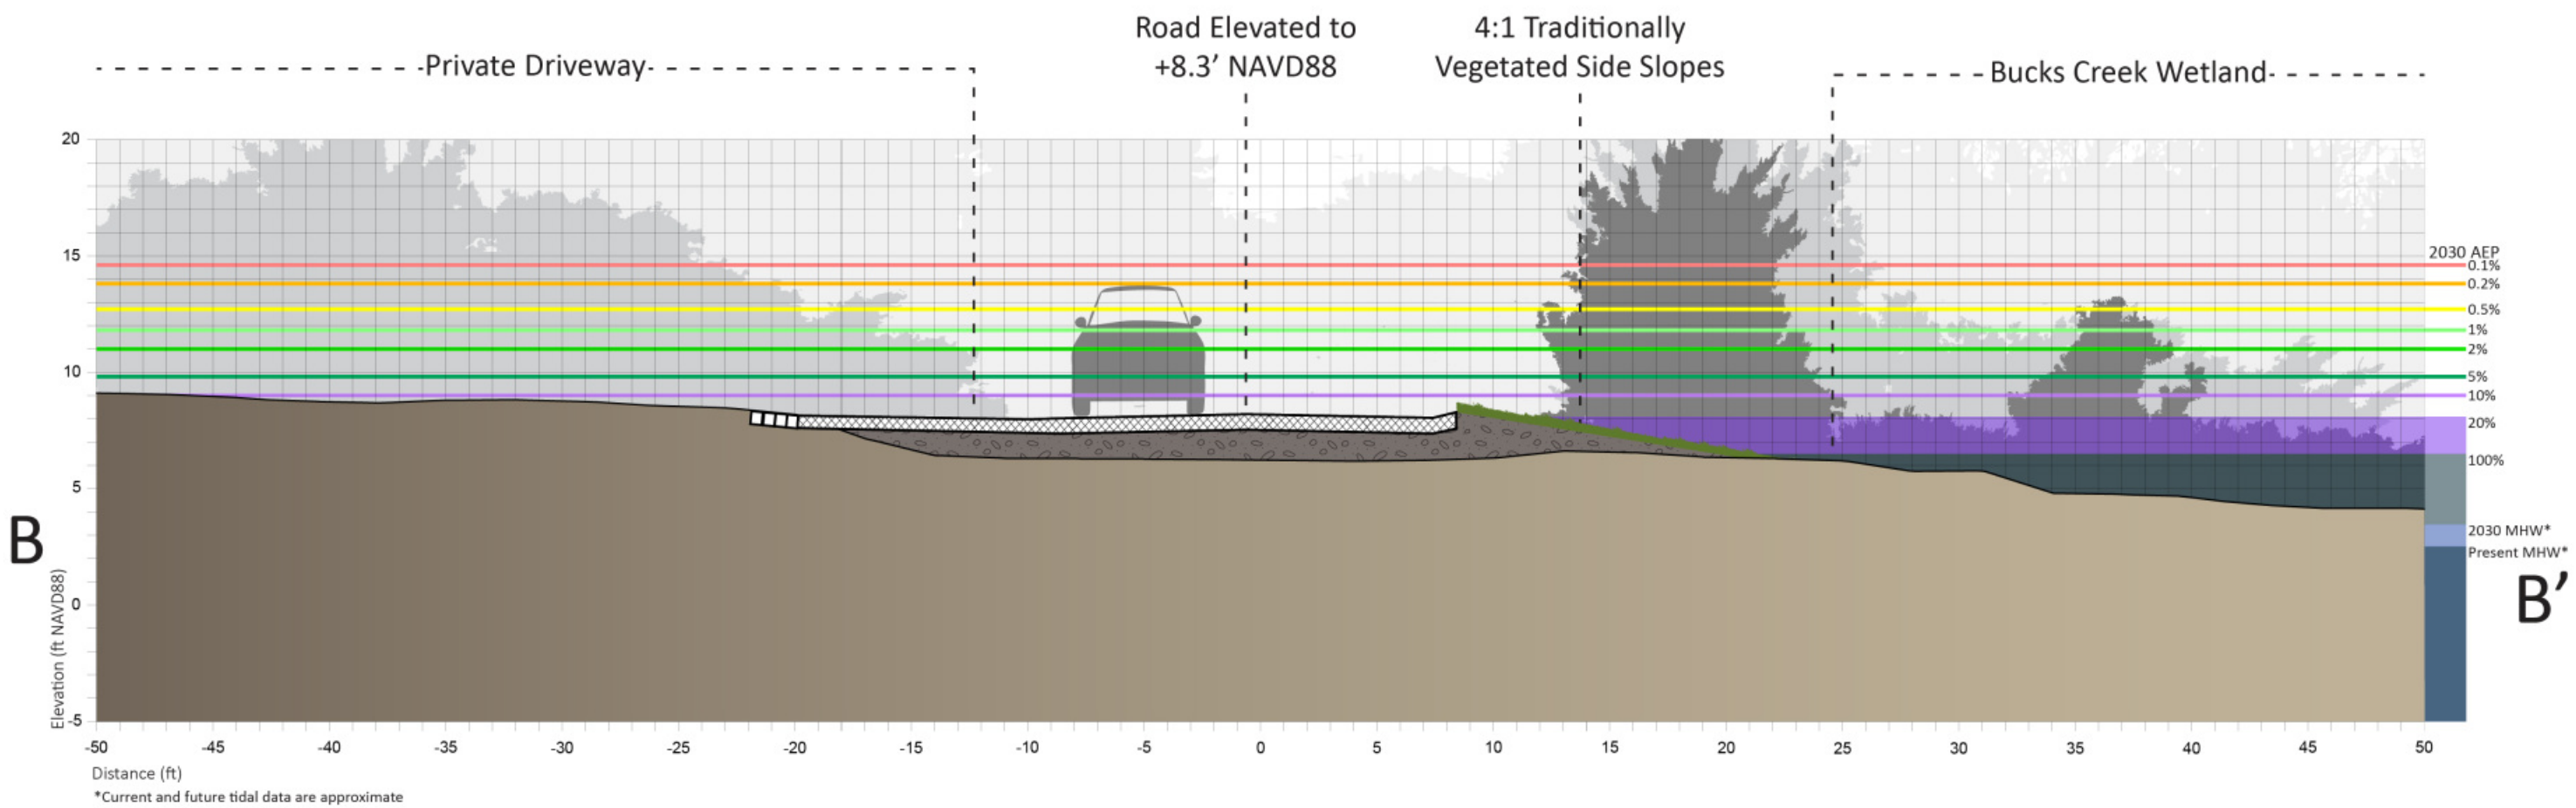 Private Driveway
Road Elevated to
+8.3’ NAVD88
4:1 Traditionally
Vegetated Side Slopes
Bucks Creek Wetland
20
15
10
5
0
-5
Elevation (ft NAVD88)
2030 AEP
0.1%
0.2%
0.5%
1%
2%
5%
10%
20%
100%
2030 MHW*
Present MHW*
B
B’
-50 -45 -40 -35 -30 -25 -20 -15 -10 -5 0 5 10 15 20 25 30 35 40 45 50
Distance (ft)
*Current and future tidal data are approximate